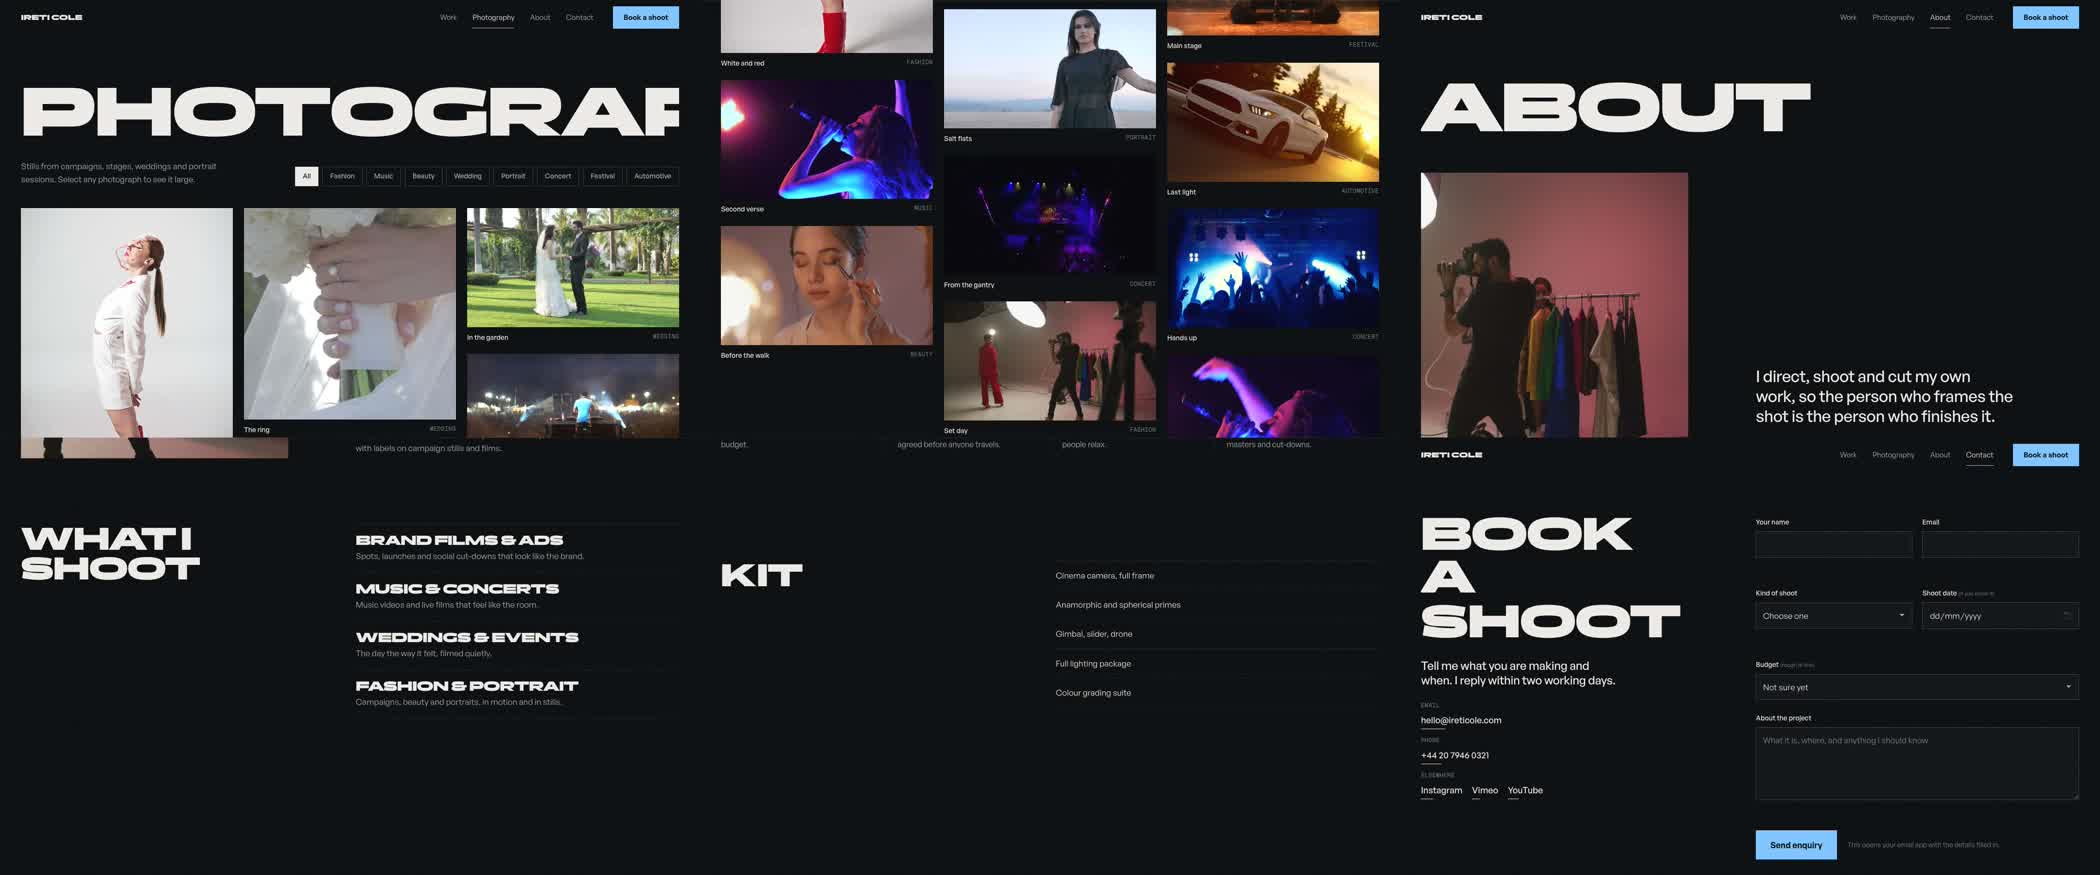 IRETI COLE
Work Photography About Contact Book a shoot
PHOTOGRAP
Stills from campaigns, stages, weddings and portrait
sessions. Select any photograph to see it large.
All Fashion Music Beauty Wedding Portrait Concert Festival Automotive
The ring WEDDING
In the garden WEDDING
White and red FASHION
Second verse MUSIC
Before the walk BEAUTY
Salt flats PORTRAIT
From the gantry CONCERT
Set day FASHION
Main stage FESTIVAL
Last light AUTOMOTIVE
Hands up CONCERT
IRETI COLE
Work Photography About Contact Book a shoot
ABOUT
I direct, shoot and cut my own
work, so the person who frames the
shot is the person who finishes it.
with labels on campaign stills and films.
WHAT I
SHOOT
BRAND FILMS & ADS
Spots, launches and social cut-downs that look like the brand.
MUSIC & CONCERTS
Music videos and live films that feel like the room.
WEDDINGS & EVENTS
The day the way it felt, filmed quietly.
FASHION & PORTRAIT
Campaigns, beauty and portraits, in motion and in stills.
budget.
agreed before anyone travels.
people relax.
masters and cut-downs.
KIT
Cinema camera, full frame
Anamorphic and spherical primes
Gimbal, slider, drone
Full lighting package
Colour grading suite
IRETI COLE
Work Photography About Contact Book a shoot
BOOK
A
SHOOT
Tell me what you are making and
when. I reply within two working days.
EMAIL
hello@ireticole.com
PHONE
+44 20 7946 0321
ELSEWHERE
Instagram Vimeo YouTube
Your name
Email
Kind of shoot
Choose one
Shoot date
dd/mm/yyyy
Budget
Not sure yet
About the project
What it is, where, and anything I should know
Send enquiry
This opens your email app with the details filled in.